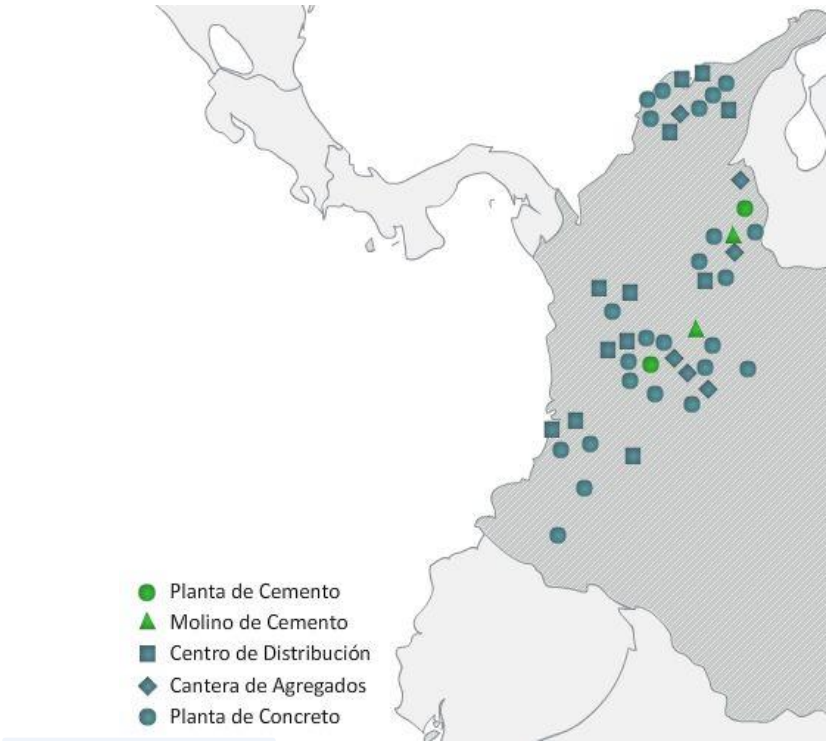 Planta de Cemento
Molino de Cemento
Centro de Distribución
Cantera de Agregados
Planta de Concreto